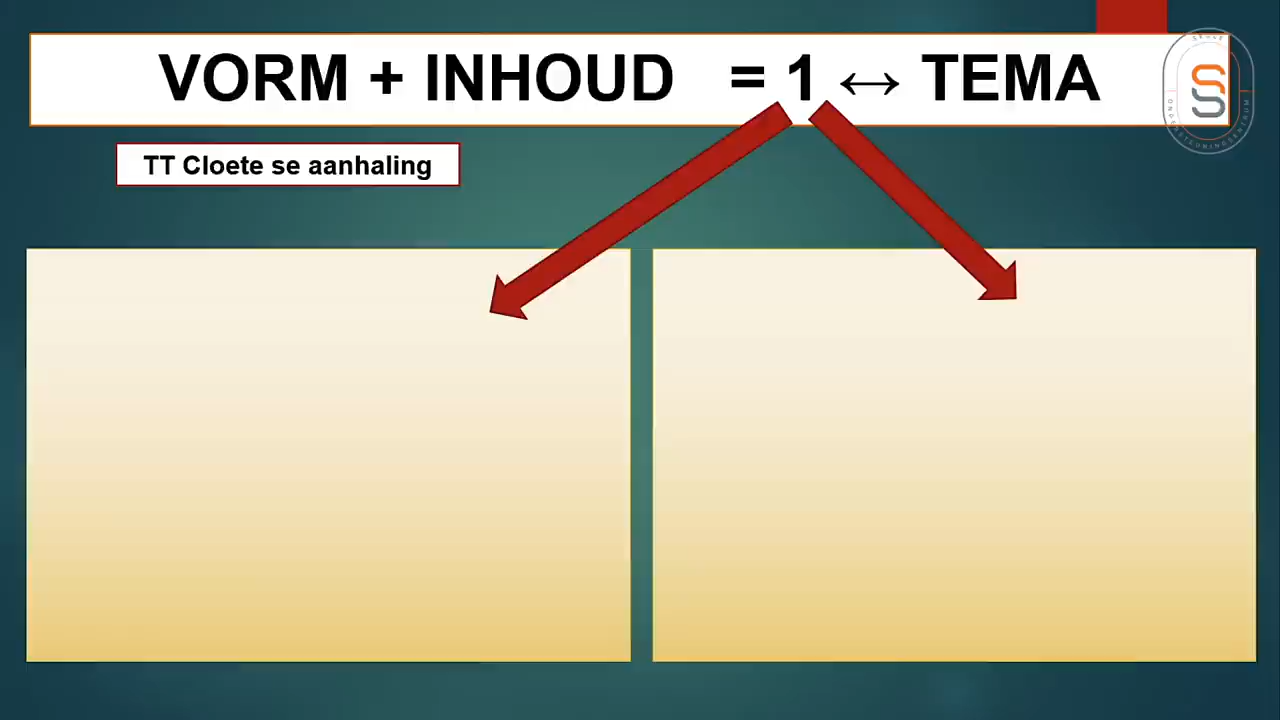 VORM + INHOUD = 1 ↔ TEMA
TT Cloete se aanhaling